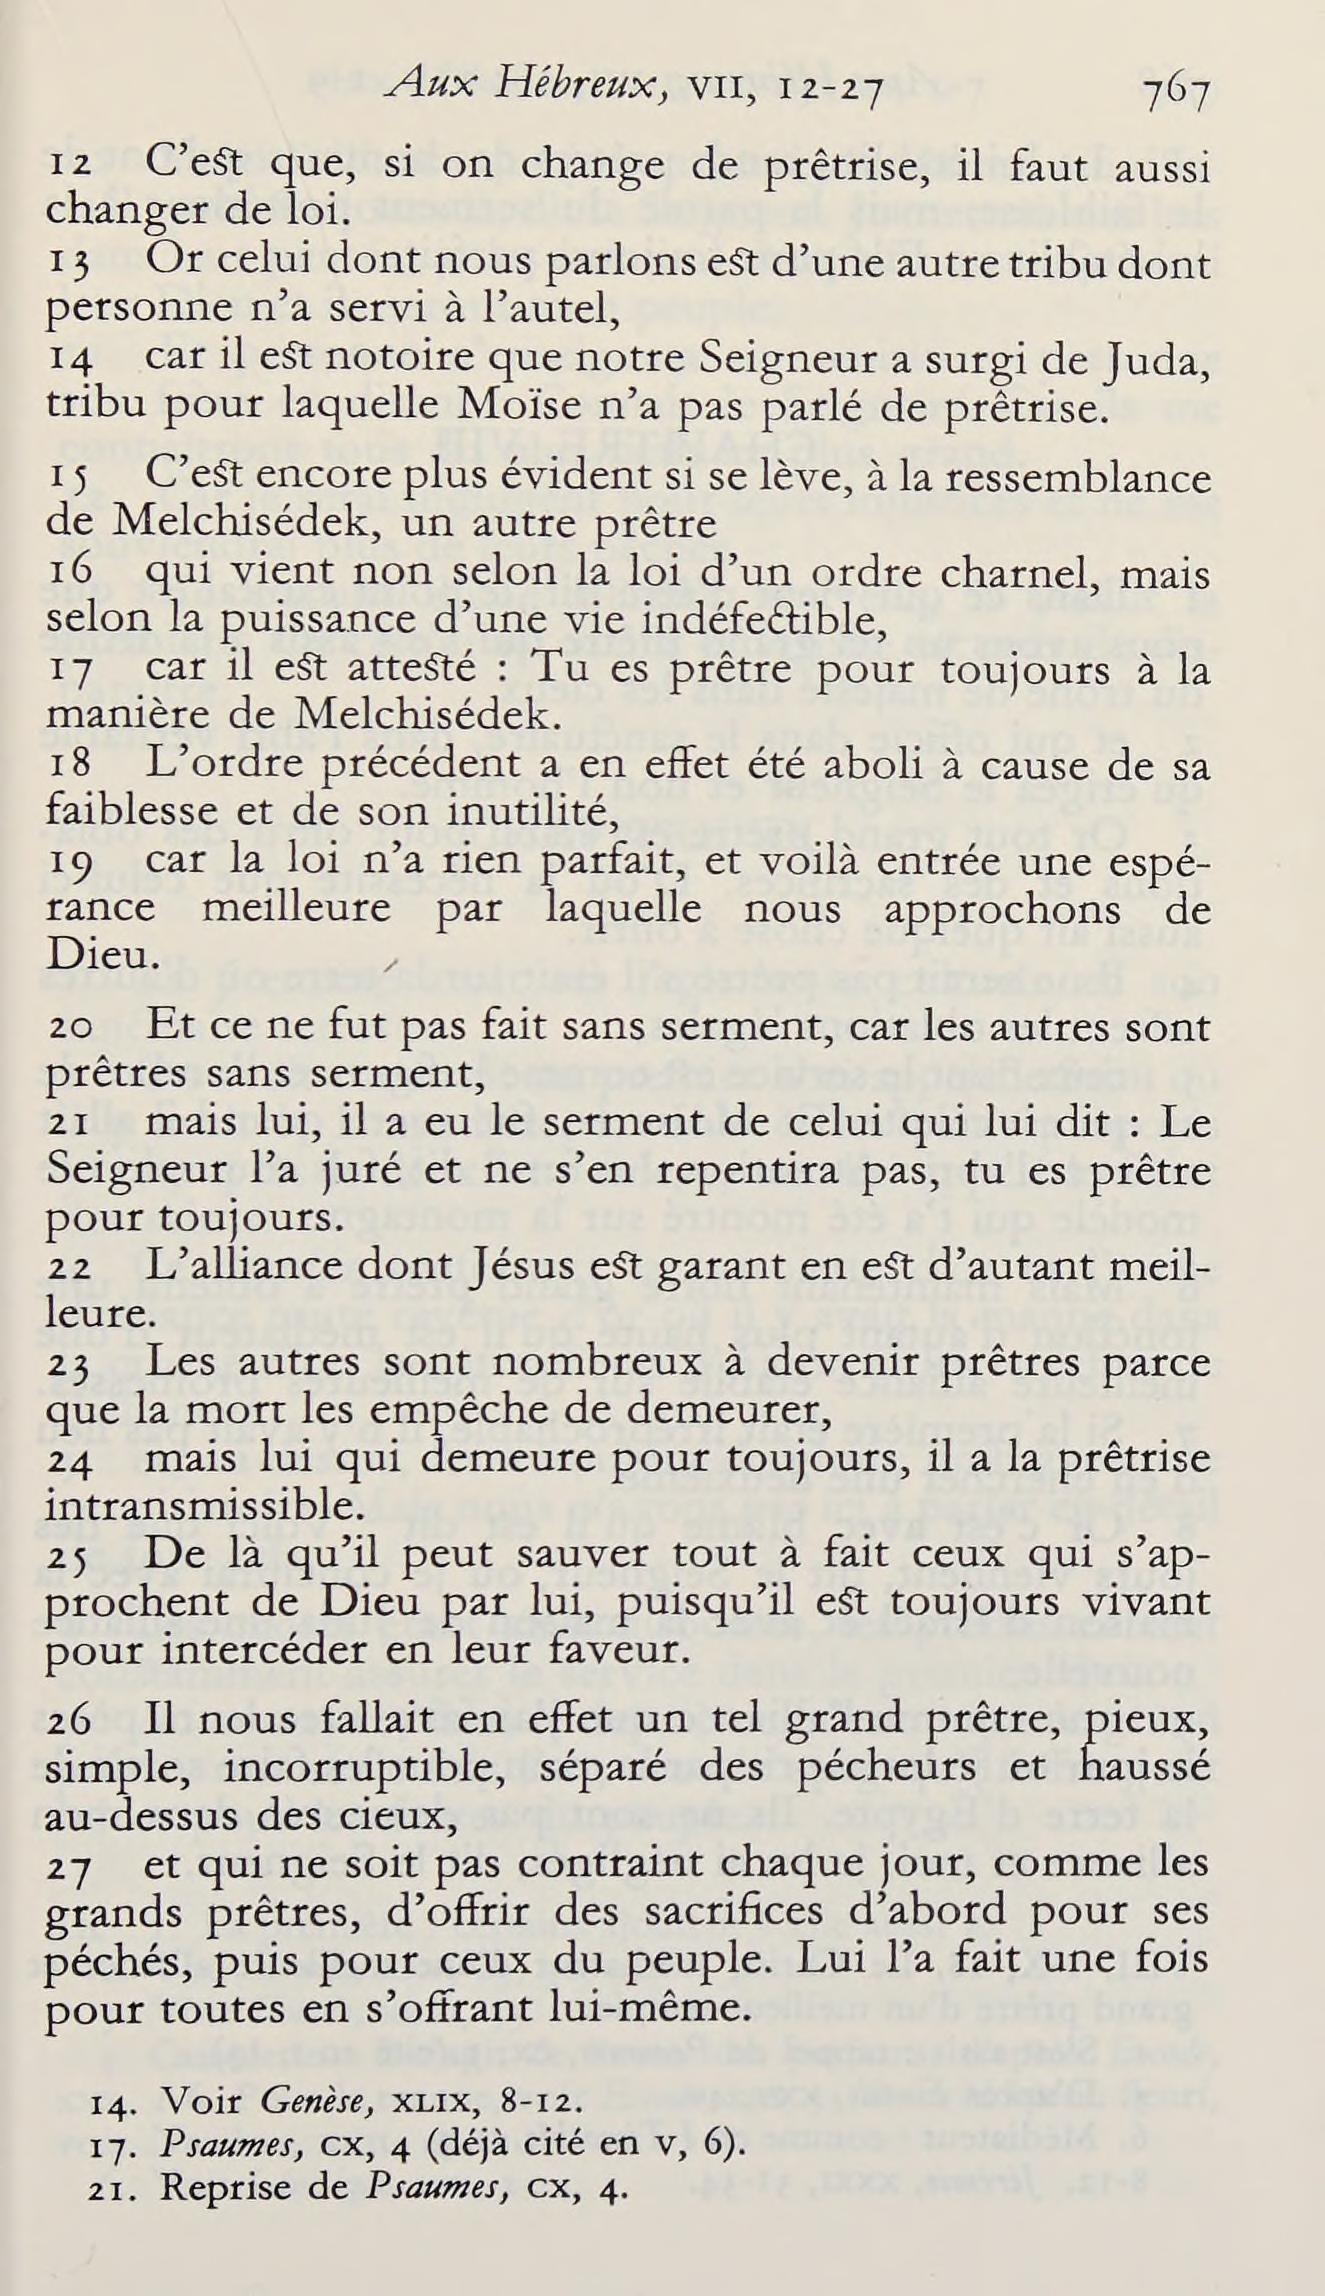 Aux Hébreux, VII, 12-27 767
12 C’est que, si on change de prêtrise, il faut aussi
changer de loi.
13 Or celui dont nous parlons est d’une autre tribu dont
personne n’a servi à l’autel,
14 car il est notoire que notre Seigneur a surgi de Juda,
tribu pour laquelle Moïse n’a pas parlé de prêtrise.
15 C’est encore plus évident si se lève, à la ressemblance
de Melchisédek, un autre prêtre
16 qui vient non selon la loi d’un ordre charnel, mais
selon la puissance d’une vie indéfectible,
17 car il est attesté : Tu es prêtre pour toujours à la
manière de Melchisédek.
18 L’ordre précédent a en effet été aboli à cause de sa
faiblesse et de son inutilité,
19 car la loi n’a rien parfait, et voilà entrée une espé-
rance meilleure par laquelle nous approchons de
Dieu.
20 Et ce ne fut pas fait sans serment, car les autres sont
prêtres sans serment,
21 mais lui, il a eu le serment de celui qui lui dit : Le
Seigneur l’a juré et ne s’en repentira pas, tu es prêtre
pour toujours.
22 L’alliance dont Jésus est garant en est d’autant meil-
leure.
23 Les autres sont nombreux à devenir prêtres parce
que la mort les empêche de demeurer,
24 mais lui qui demeure pour toujours, il a la prêtrise
intransmissible.
25 De là qu’il peut sauver tout à fait ceux qui s’ap-
prochent de Dieu par lui, puisqu’il est toujours vivant
pour intercéder en leur faveur.
26 Il nous fallait en effet un tel grand prêtre, pieux,
simple, incorruptible, séparé des pécheurs et haussé
au-dessus des cieux,
27 et qui ne soit pas contraint chaque jour, comme les
grands prêtres, d’offrir des sacrifices d’abord pour ses
péchés, puis pour ceux du peuple. Lui l’a fait une fois
pour toutes en s’offrant lui-même.
14. Voir Genèse, XLIX, 8-12.
17. Psaumes, CX, 4 (déjà cité en V, 6).
21. Reprise de Psaumes, CX, 4.